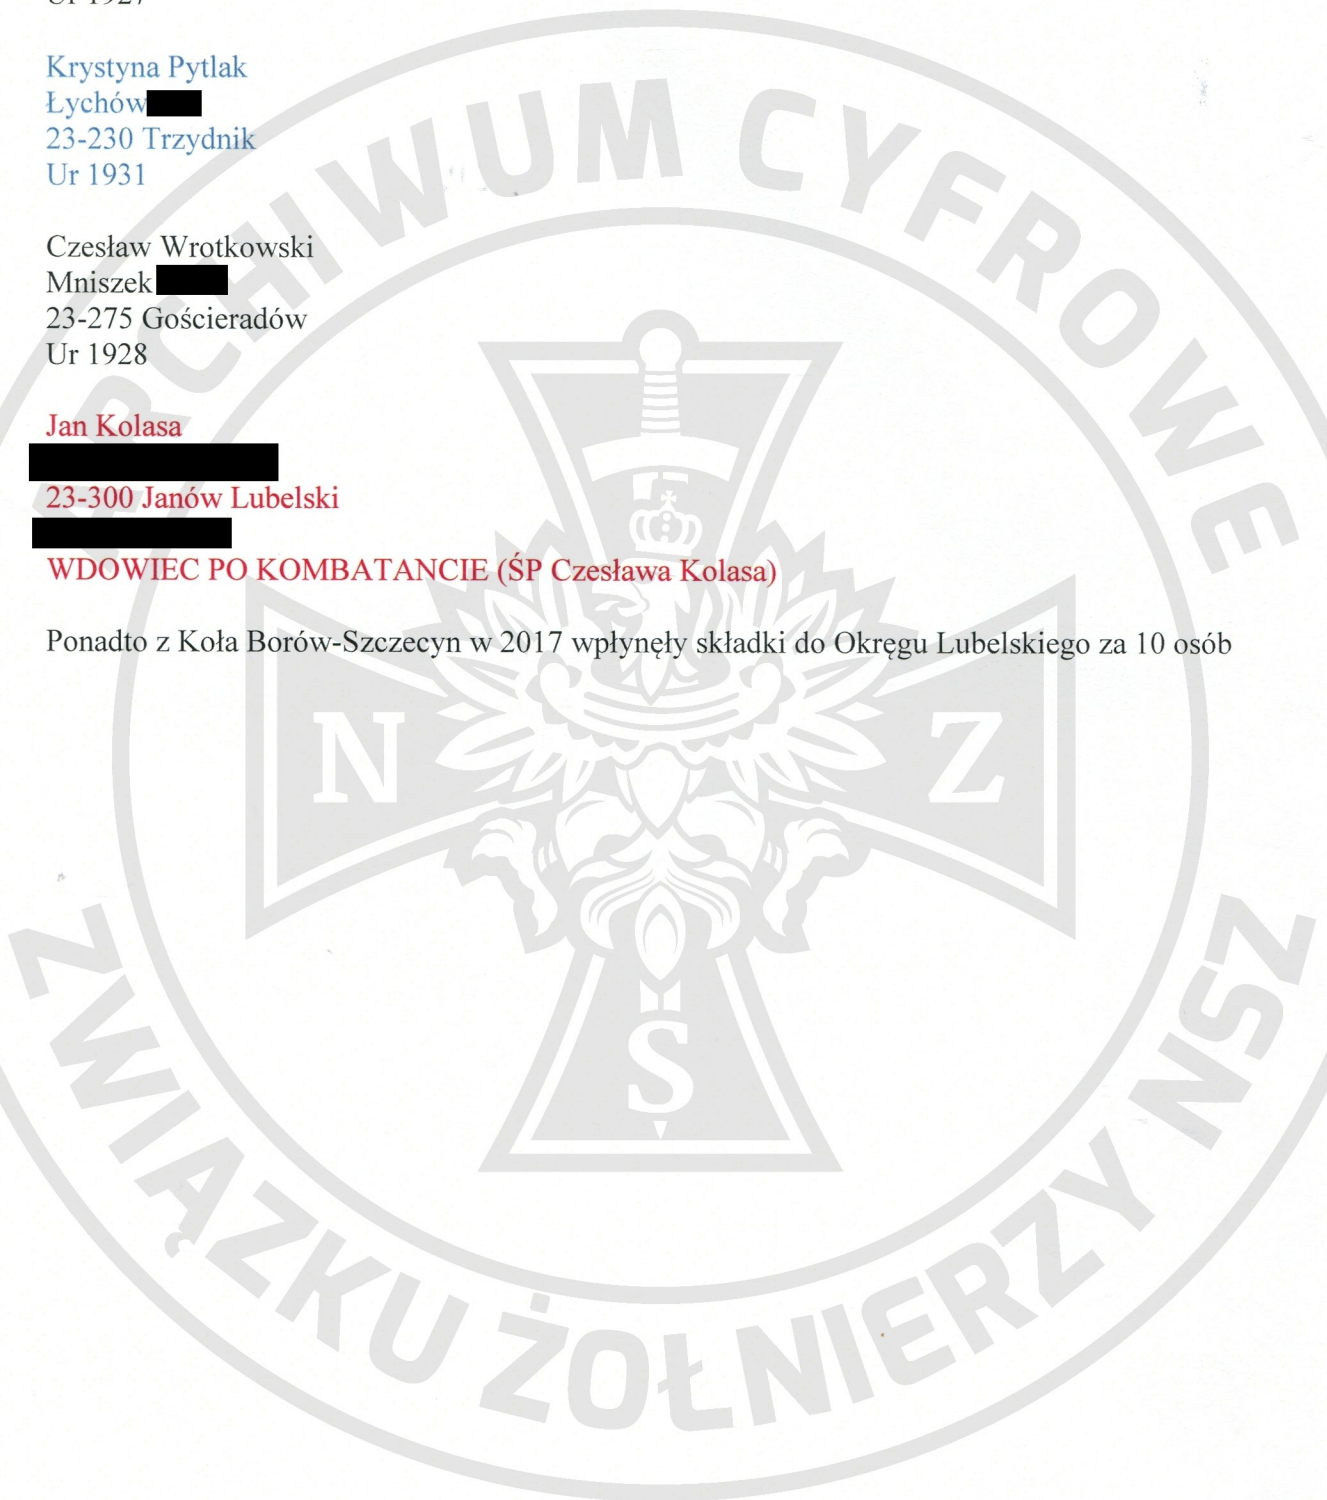 Ur 1927
Krystyna Pytlak
Łychów
23-230 Trzydnik
Ur 1931
Czesław Wrotkowski
Mniszek
23-275 Gościeradów
Ur 1928
Jan Kolasa
23-300 Janów Lubelski
WDOWIEC PO KOMBATANCIE (ŚP Czesława Kolasa)
Ponadto z Koła Borów-Szczecyn w 2017 wpłynęły składki do Okręgu Lubelskiego za 10 osób
ARCHIWUM CYFROWE
N Z
S
ZWIĄZKU ŻOŁNIERZY NSZ